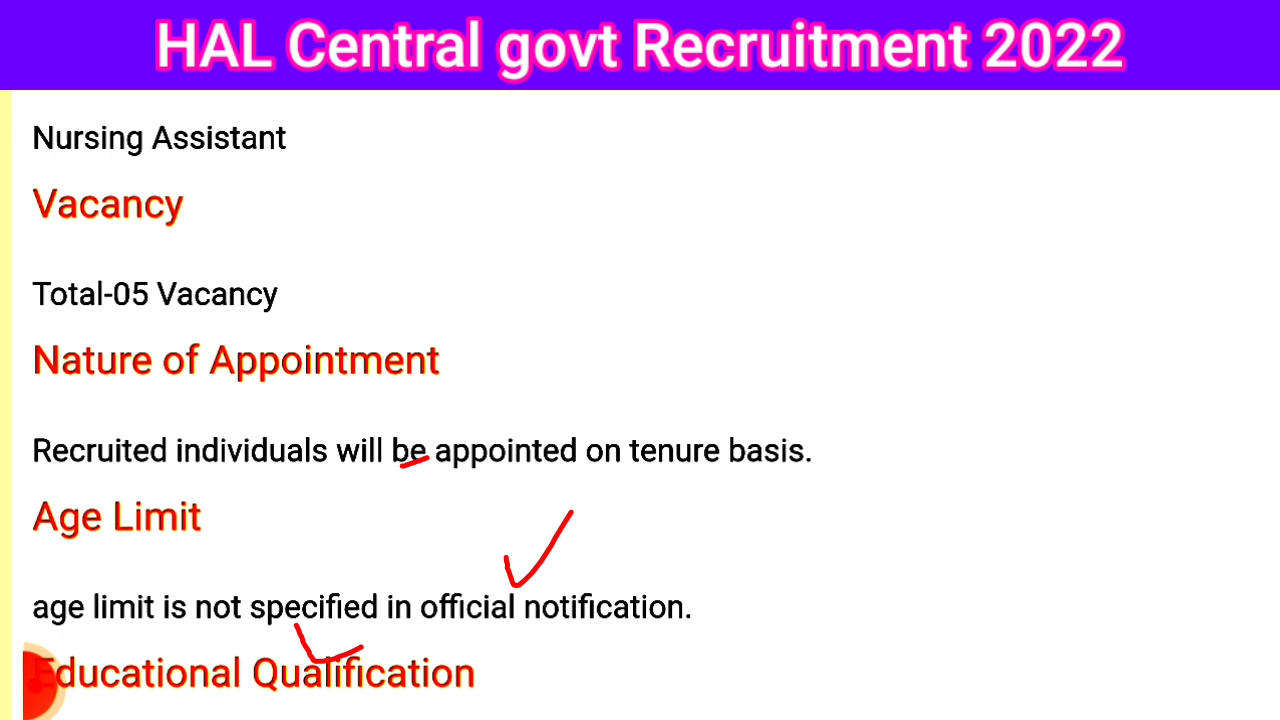 HAL Central govt Recruitment 2022
Nursing Assistant
Vacancy
Total-05 Vacancy
Nature of Appointment
Recruited individuals will be appointed on tenure basis.
Age Limit
age limit is not specified in official notification.
Educational Qualification